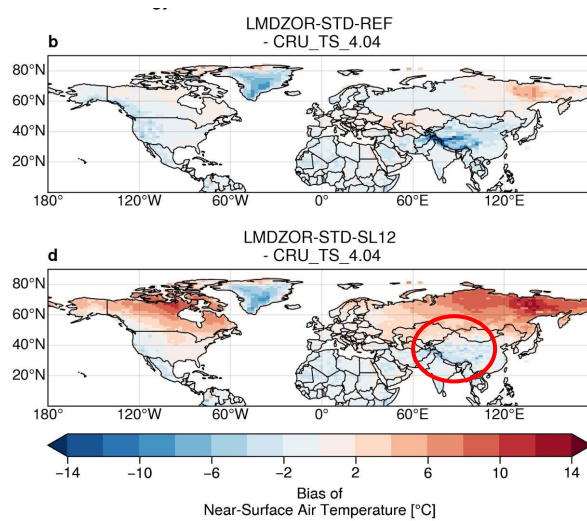 LMDZOR-STD-REF
b - CRU_TS_4.04
80°N
60°N
40°N
20°N
180° 120°W 60°W 0° 60°E 120°E
LMDZOR-STD-SL12
d - CRU_TS_4.04
80°N
60°N
40°N
20°N
180° 120°W 60°W 0° 60°E 120°E
−14 −10 −6 −2 2 6 10 14
Bias of
Near-Surface Air Temperature [°C]